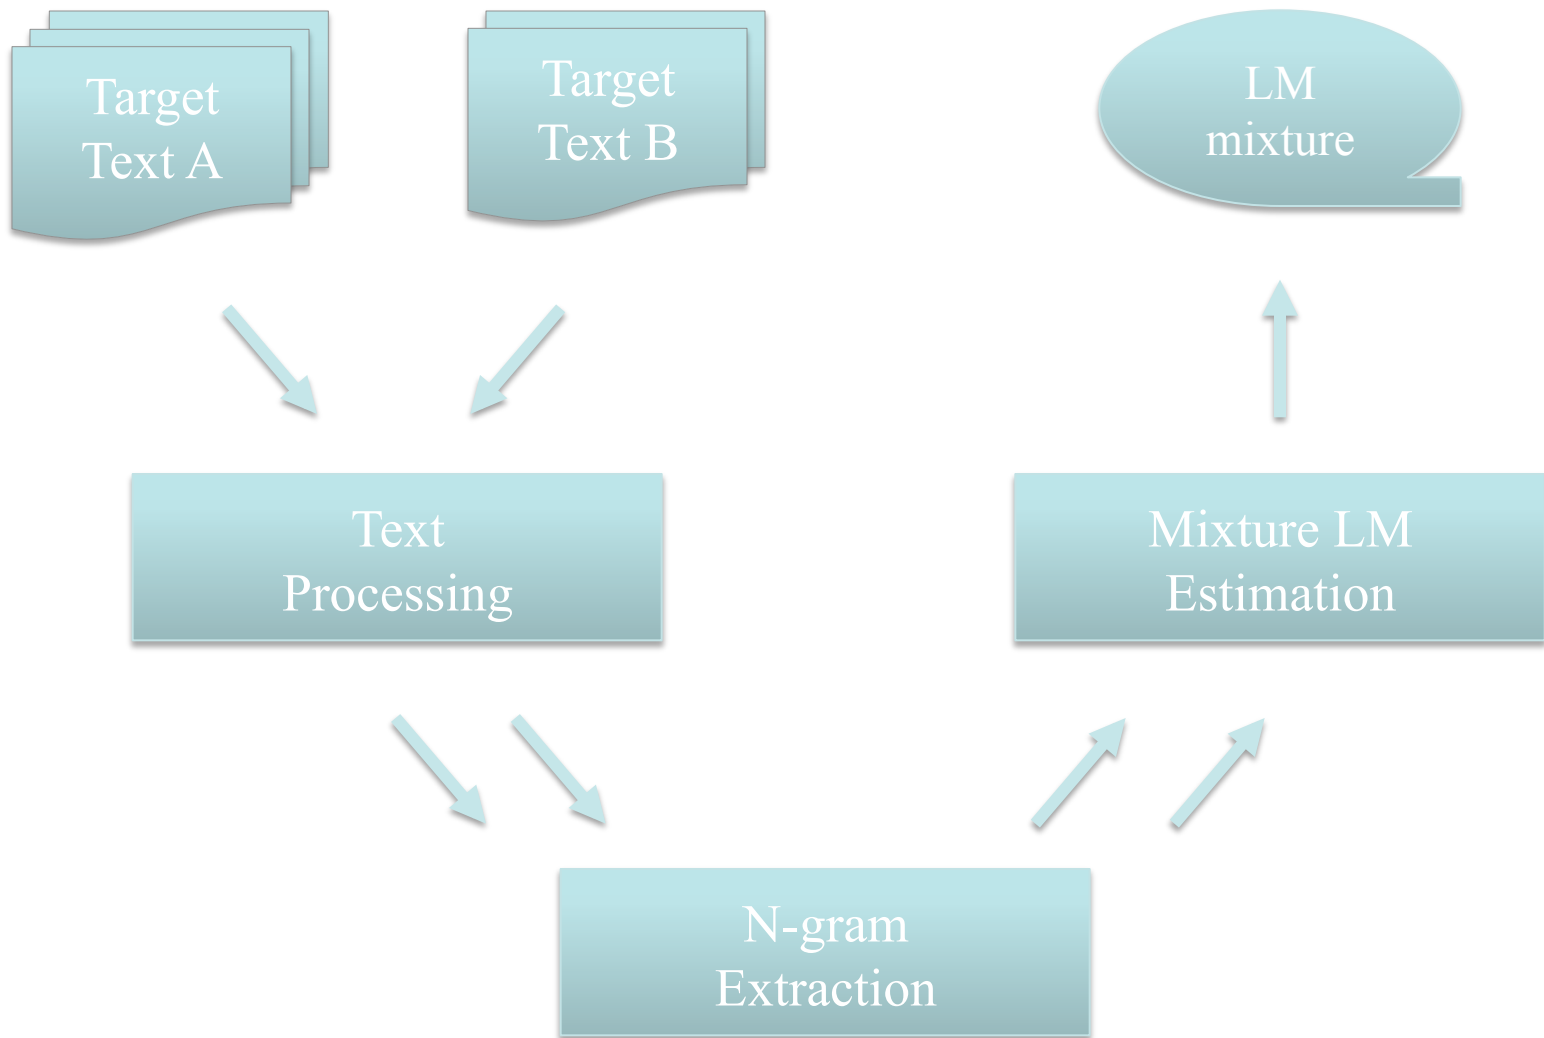 Target
Text A
Target
Text B
LM
mixture
Text
Processing
Mixture LM
Estimation
N-gram
Extraction